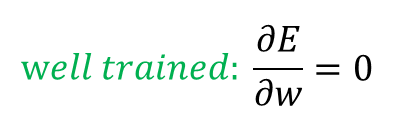 well trained: ∂E/∂w = 0